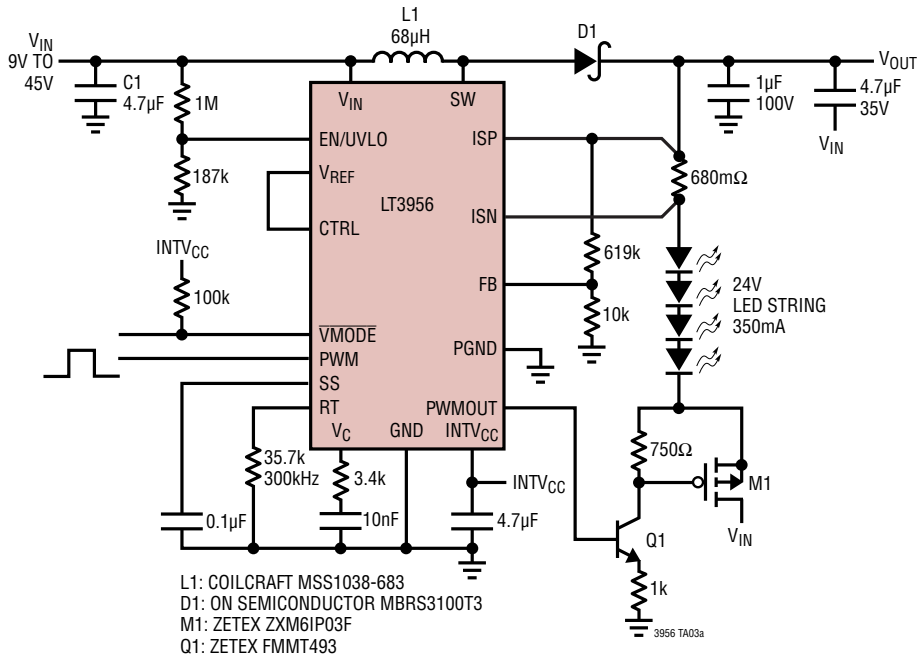 L1
68µH
D1
V_IN
9V TO
45V
C1
4.7µF
1M
187k
V_OUT
1µF
100V
4.7µF
35V
V_IN
V_IN
SW
EN/UVLO
ISP
V_REF
LT3956
CTRL
ISN
680mΩ
INTV_CC
100k
619k
FB
10k
24V
LED STRING
350mA
V̅M̅O̅D̅E̅
PWM
PGND
SS
RT
PWMOUT
V_C
GND
INTV_CC
35.7k
300kHz
3.4k
INTV_CC
0.1µF
10nF
4.7µF
750Ω
M1
V_IN
Q1
1k
L1: COILCRAFT MSS1038-683
D1: ON SEMICONDUCTOR MBRS3100T3
M1: ZETEX ZXM6IP03F
Q1: ZETEX FMMT493
3956 TA03a